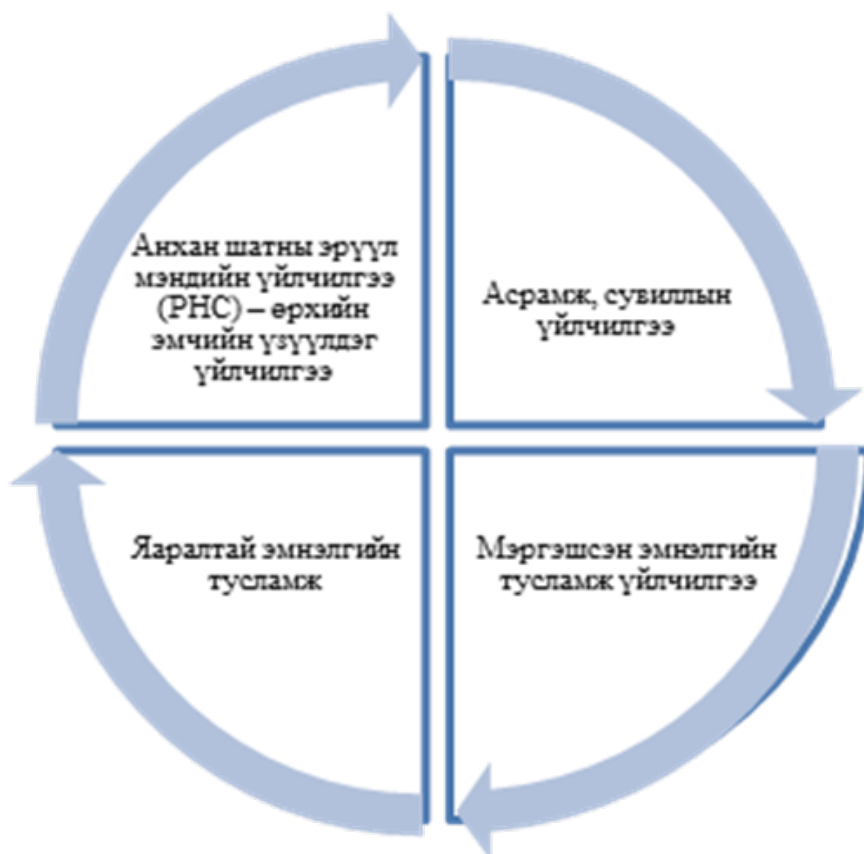 Анхан шатны эрүүл
мэндийн үйлчилгээ
(PHC) – өрхийн
эмчийн үзүүлдэг
үйлчилгээ
Асрамж, сувиллын
үйлчилгээ
Яаралтай эмнэлгийн
тусламж
Мэргэшсэн эмнэлгийн
тусламж үйлчилгээ